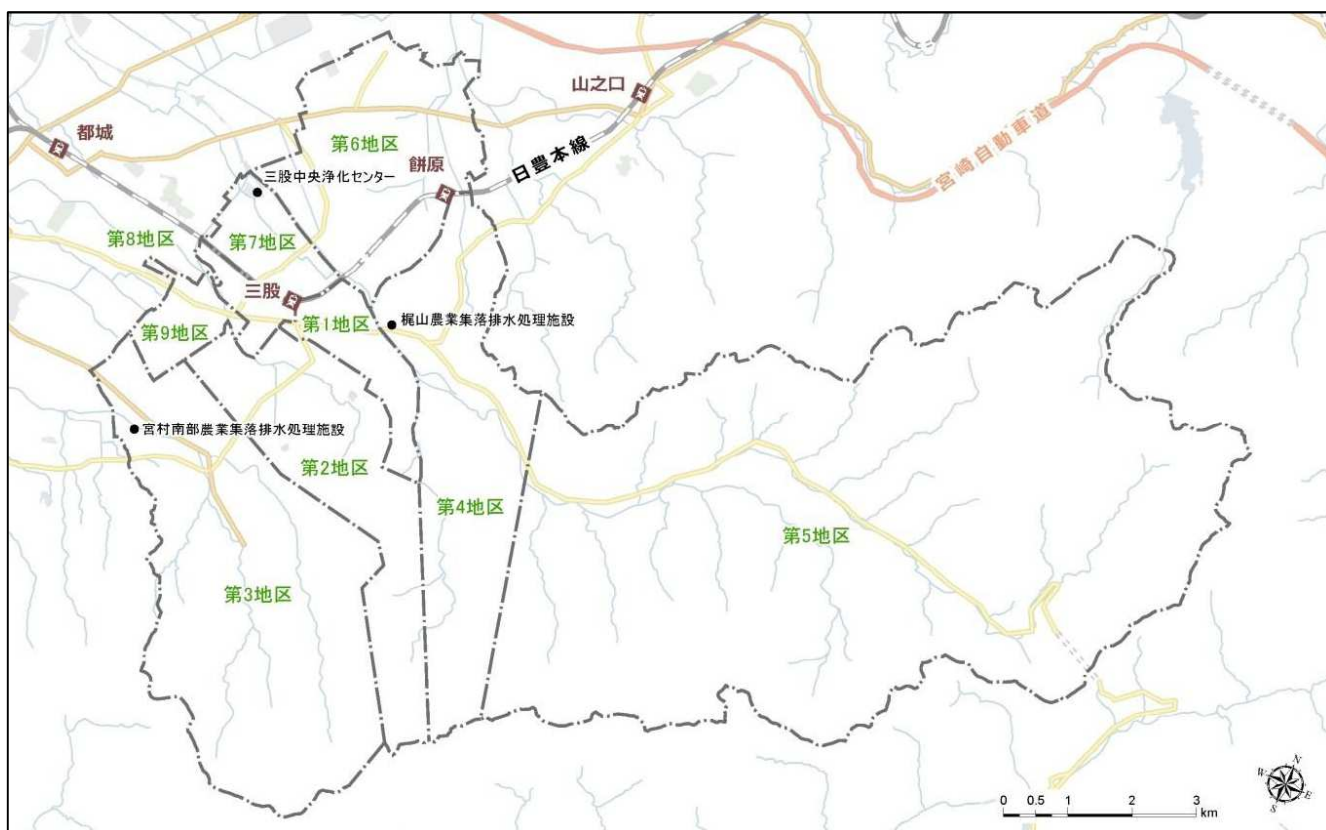 山之口
都城
第6地区
餅原
日豊本線
宮崎自動車道
三股中央浄化センター
第8地区
第7地区
三股
第1地区
梶山農業集落排水処理施設
第9地区
宮村南部農業集落排水処理施設
第2地区
第4地区
第5地区
第3地区
N
W
E
S
0 0.5 1 2 3
km